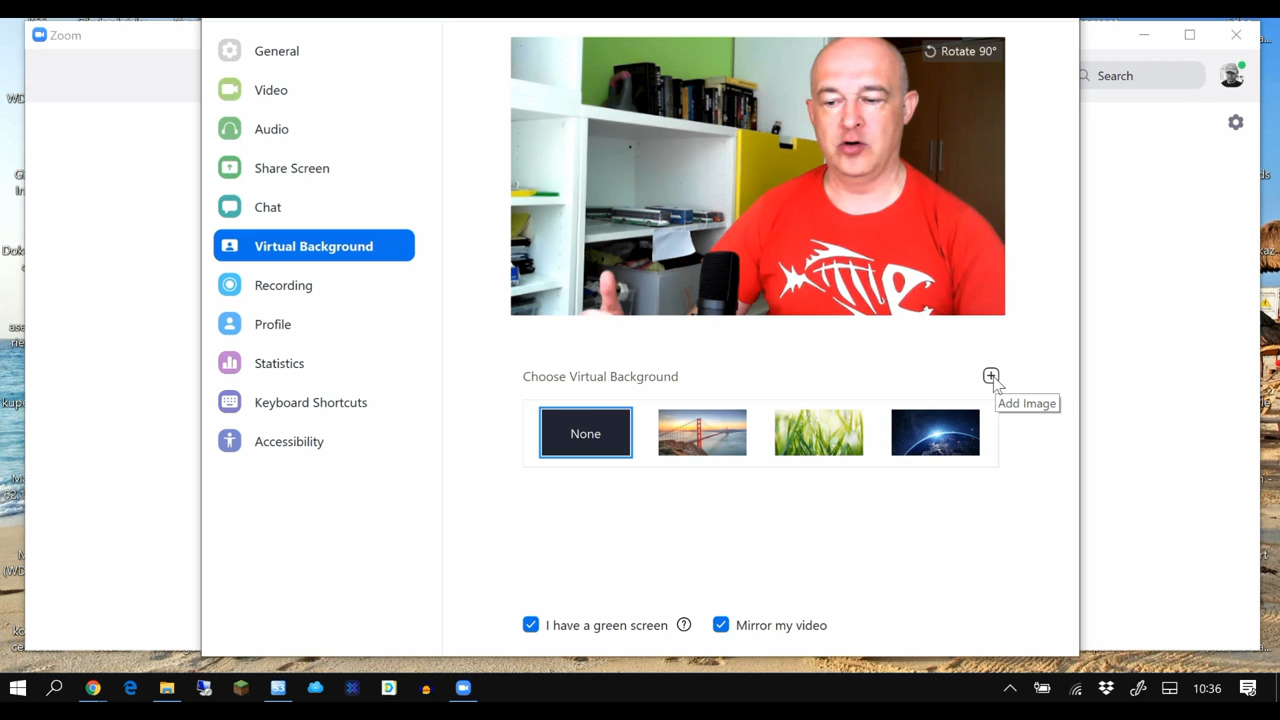 Zoom
General
Video
Audio
Share Screen
Chat
Virtual Background
Recording
Profile
Statistics
Keyboard Shortcuts
Accessibility
Rotate 90°
Search
Choose Virtual Background
Add Image
None
I have a green screen
Mirror my video
10:36